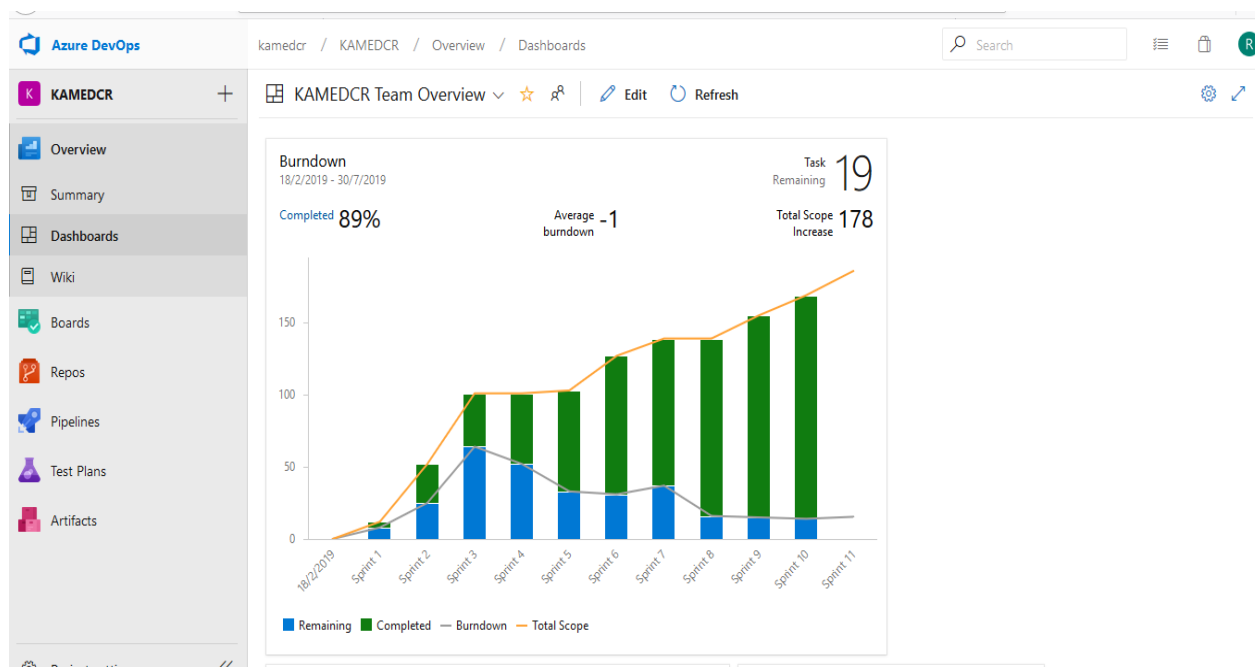 Azure DevOps
kamedcr / KAMEDCR / Overview / Dashboards
Search
R
K KAMEDCR
KAMEDCR Team Overview
Edit
Refresh
Overview
Summary
Dashboards
Wiki
Boards
Repos
Pipelines
Test Plans
Artifacts
Burndown
18/2/2019 - 30/7/2019
Task
Remaining
19
Completed 89%
Average
burndown
-1
Total Scope
Increase
178
150
100
50
0
18/2/2019
Sprint 1
Sprint 2
Sprint 3
Sprint 4
Sprint 5
Sprint 6
Sprint 7
Sprint 8
Sprint 9
Sprint 10
Sprint 11
Remaining Completed Burndown Total Scope